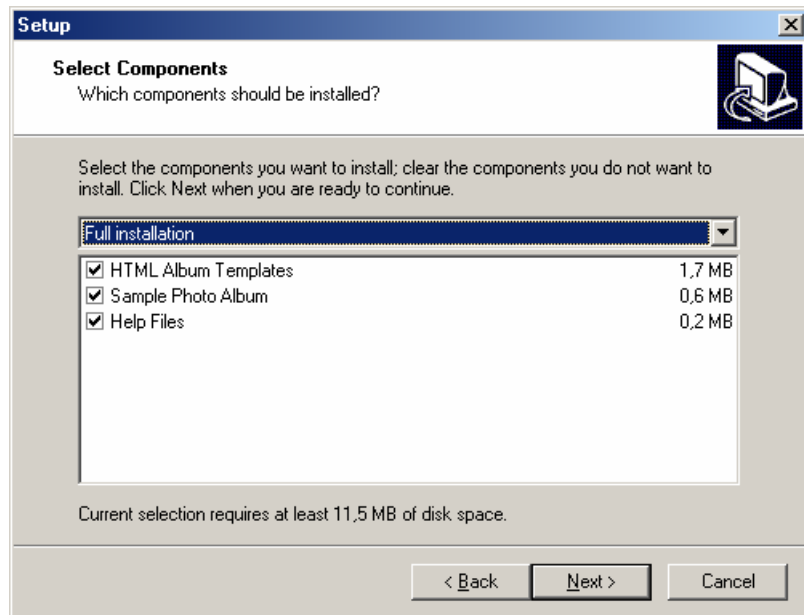 Setup
Select Components
Which components should be installed?
Select the components you want to install; clear the components you do not want to
install. Click Next when you are ready to continue.
Full installation
HTML Album Templates 1,7 MB
Sample Photo Album 0,6 MB
Help Files 0,2 MB
Current selection requires at least 11,5 MB of disk space.
< Back Next > Cancel